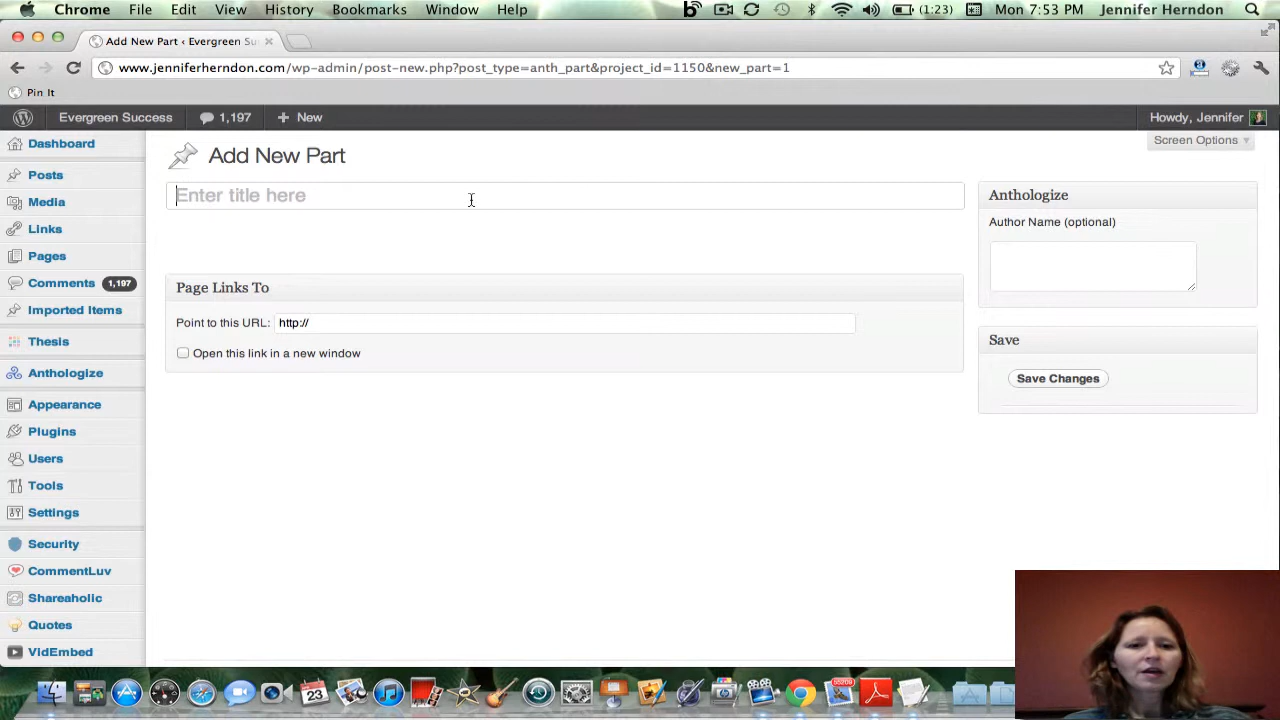 Chrome File Edit View History Bookmarks Window Help (1:23) Mon 7:53 PM Jennifer Herndon
Add New Part ‹ Evergreen Su
www.jenniferherndon.com/wp-admin/post-new.php?post_type=anth_part&project_id=1150&new_part=1
Pin It
Evergreen Success 1,197 + New Howdy, Jennifer
Screen Options
Dashboard
Posts
Media
Links
Pages
Comments 1,197
Imported Items
Thesis
Anthologize
Appearance
Plugins
Users
Tools
Settings
Security
CommentLuv
Shareaholic
Quotes
VidEmbed
Add New Part
Enter title here
Page Links To
Point to this URL: http://
Open this link in a new window
Anthologize
Author Name (optional)
Save
Save Changes
23
55209